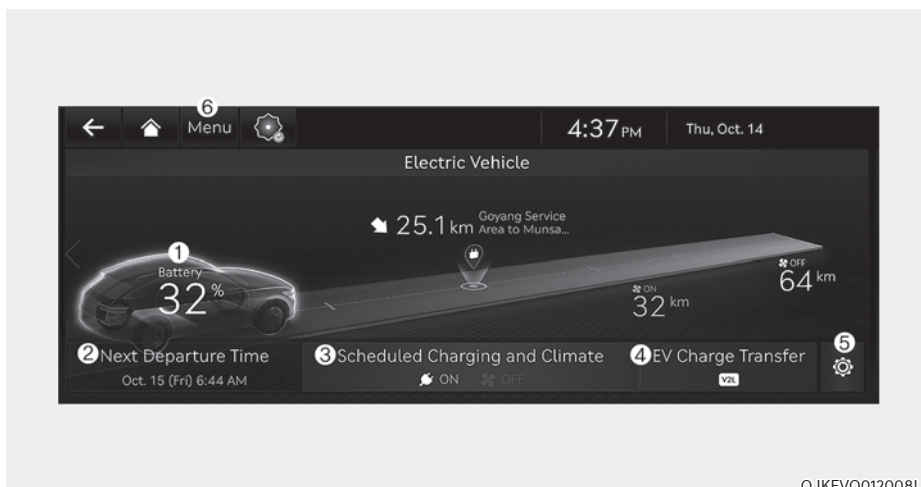 6
Menu
4:37 PM
Thu, Oct. 14
Electric Vehicle
25.1 km
Goyang Service
Area to Munsa...
1
Battery
32 %
OFF
64 km
ON
32 km
2 Next Departure Time
Oct. 15 (Fri) 6:44 AM
3 Scheduled Charging and Climate
ON OFF
4 EV Charge Transfer
V2L
5